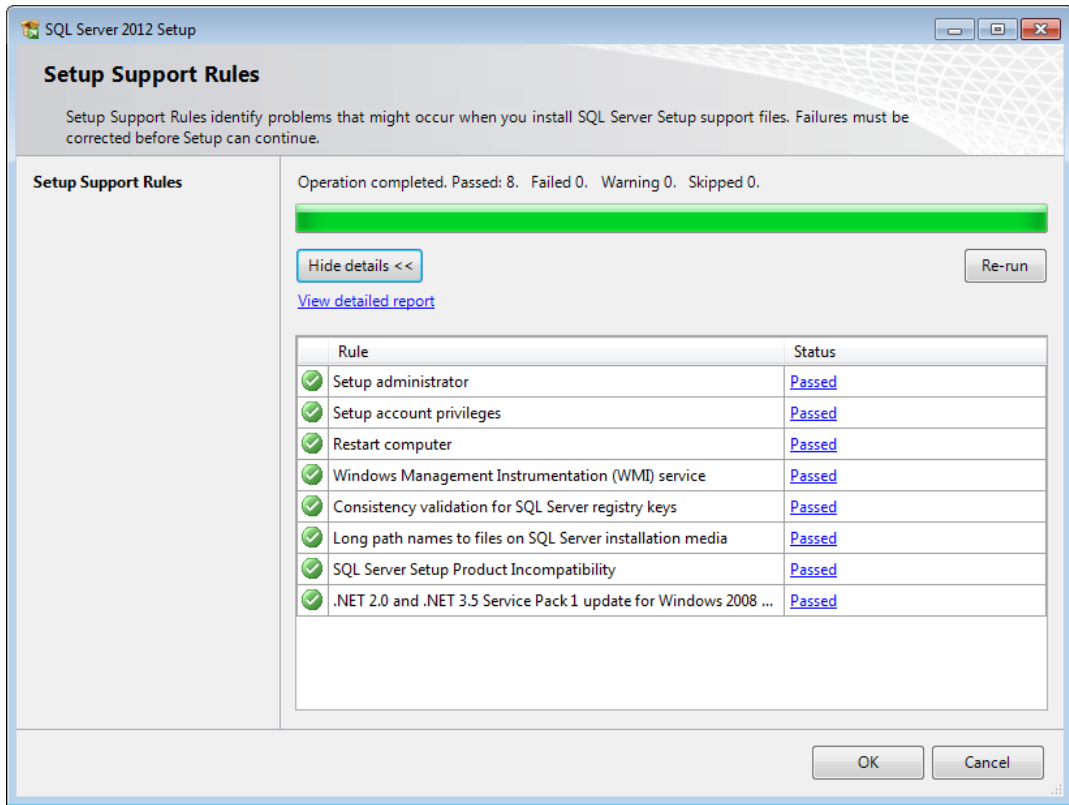 SQL Server 2012 Setup
Setup Support Rules
Setup Support Rules identify problems that might occur when you install SQL Server Setup support files. Failures must be
corrected before Setup can continue.
Setup Support Rules
Operation completed. Passed: 8.   Failed 0.   Warning 0.   Skipped 0.
Hide details <<
Re-run
View detailed report
Rule Status
Setup administrator Passed
Setup account privileges Passed
Restart computer Passed
Windows Management Instrumentation (WMI) service Passed
Consistency validation for SQL Server registry keys Passed
Long path names to files on SQL Server installation media Passed
SQL Server Setup Product Incompatibility Passed
.NET 2.0 and .NET 3.5 Service Pack 1 update for Windows 2008 ... Passed
OK Cancel